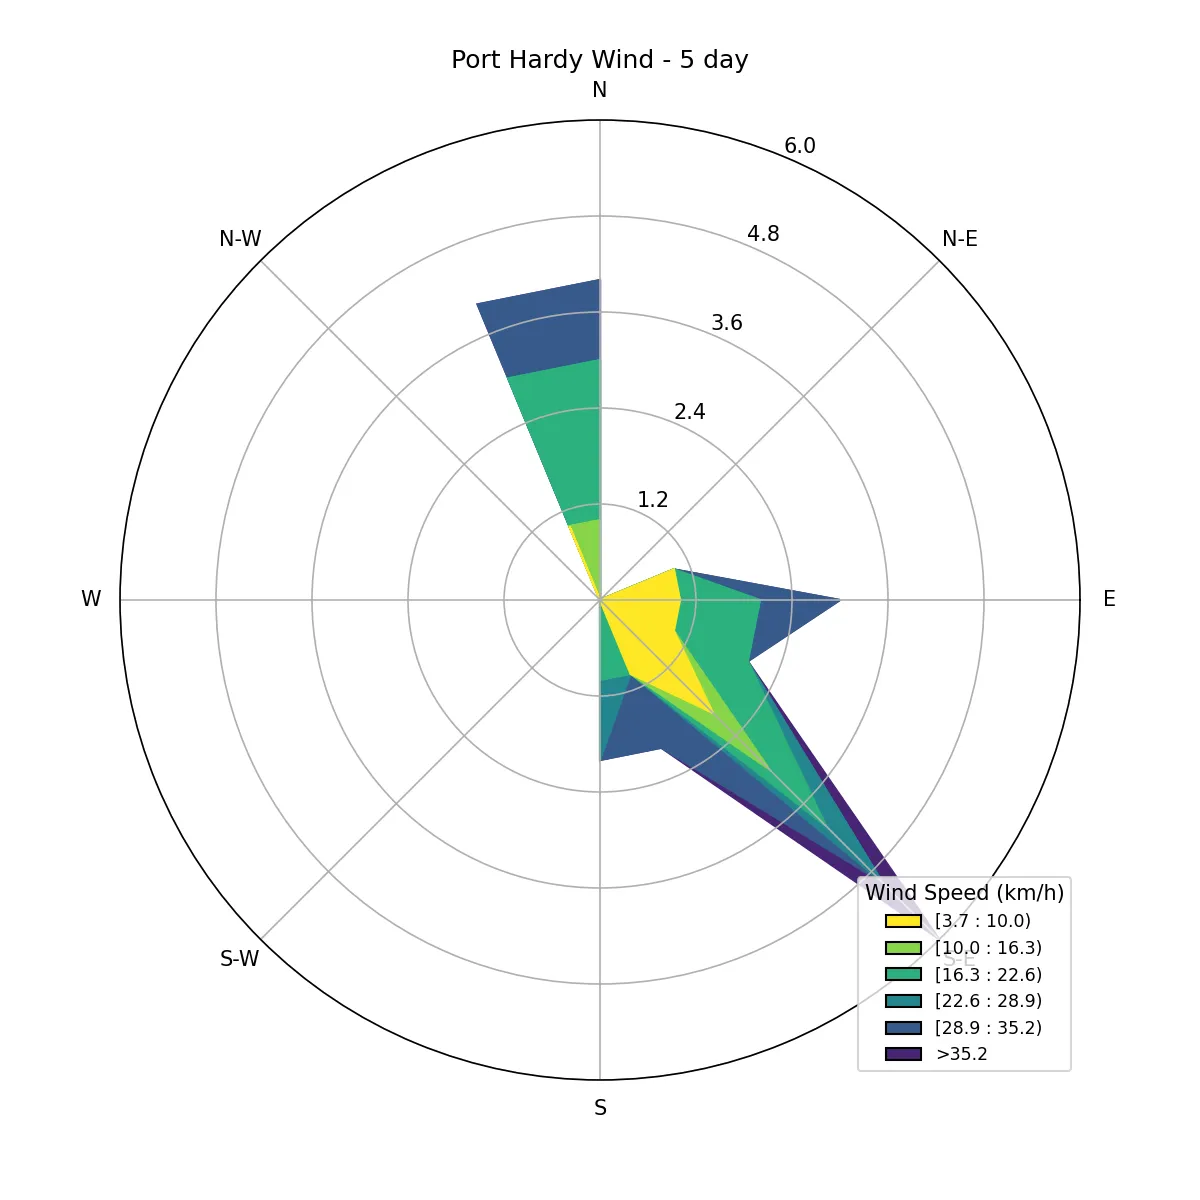 Port Hardy Wind - 5 day
N
6.0
N-W
4.8
N-E
3.6
2.4
1.2
W
E
Wind Speed (km/h)
[3.7 : 10.0)
[10.0 : 16.3)
S-W
S-E
[16.3 : 22.6)
[22.6 : 28.9)
[28.9 : 35.2)
>35.2
S